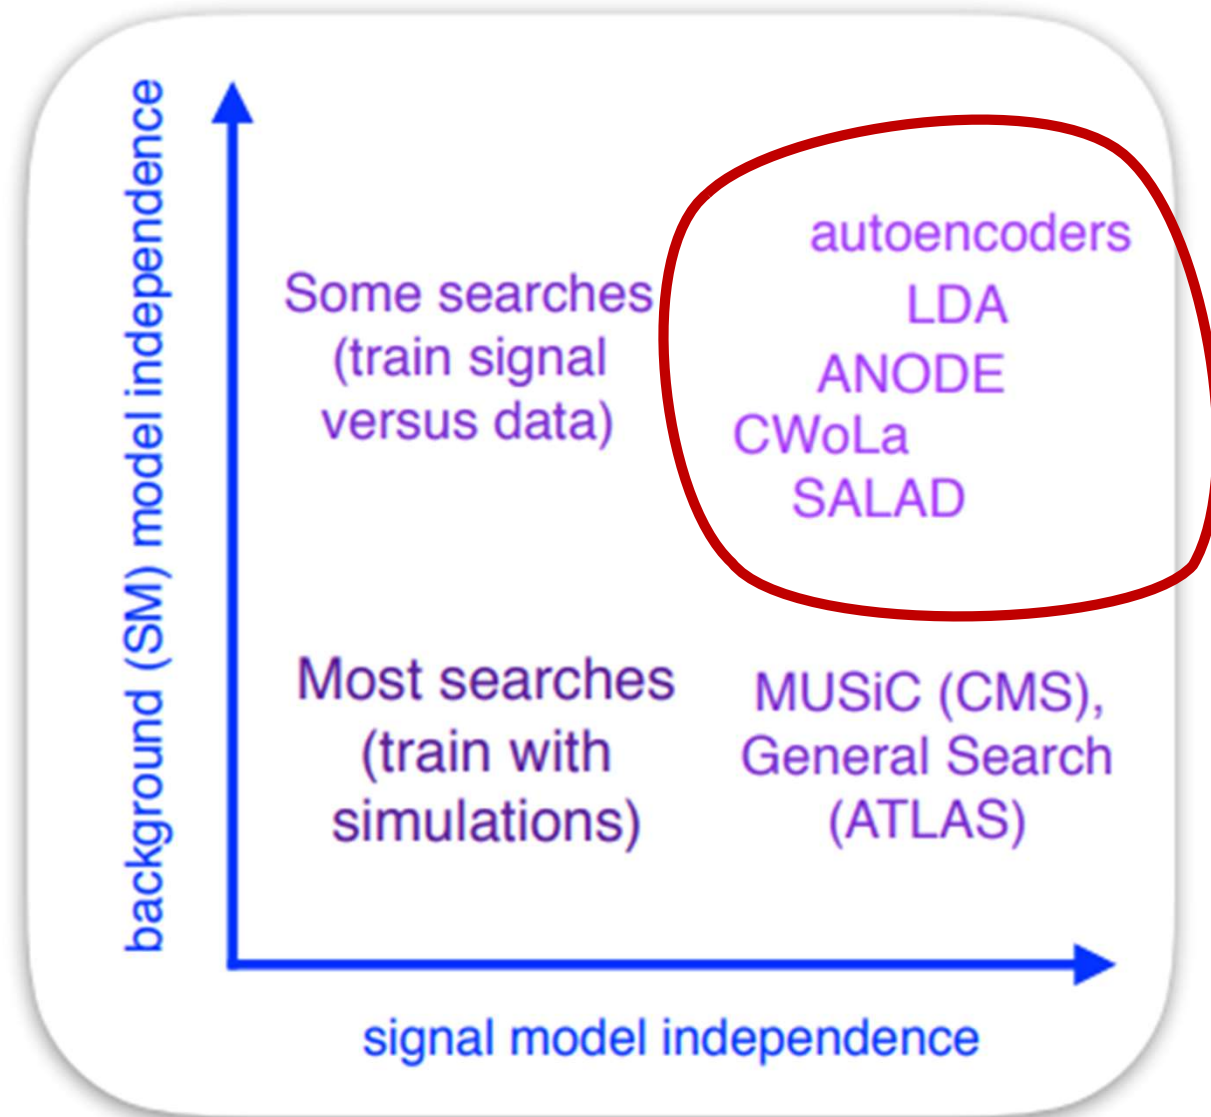 background (SM) model independence
Some searches
(train signal
versus data)
autoencoders
LDA
ANODE
CWoLa
SALAD
Most searches
(train with
simulations)
MUSiC (CMS),
General Search
(ATLAS)
signal model independence